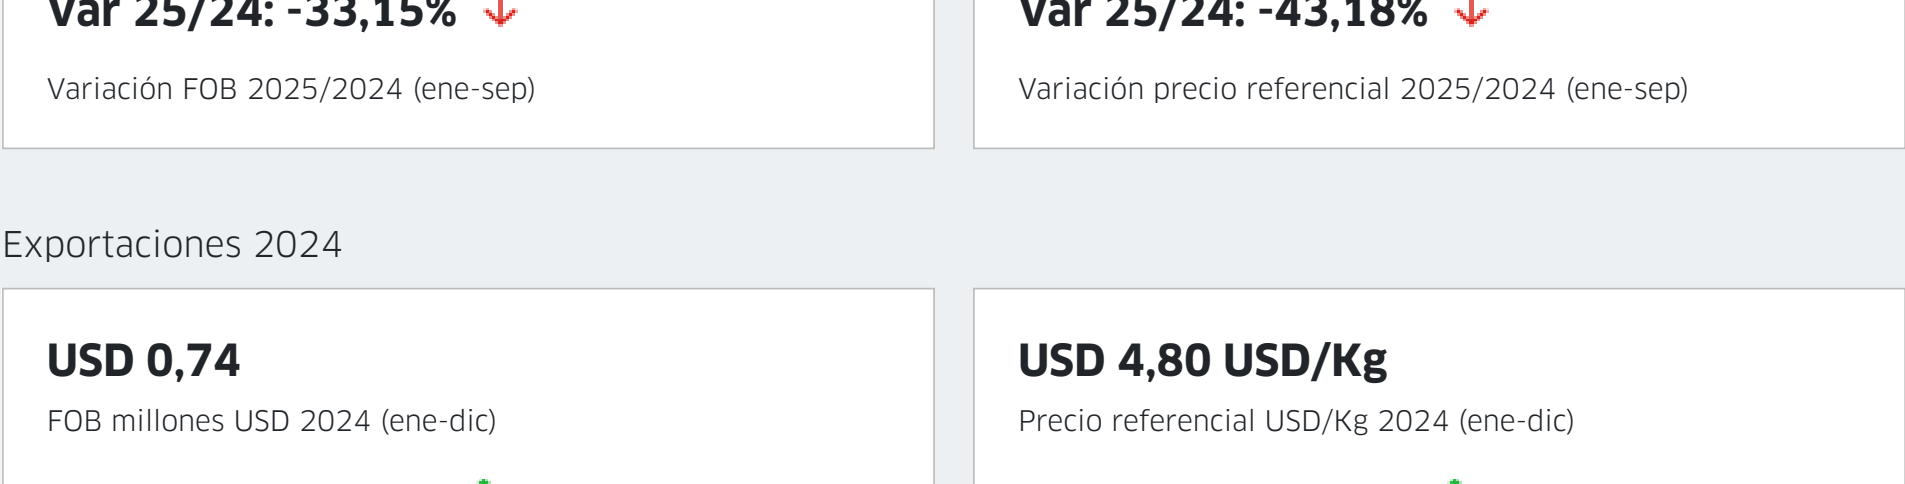 Var 25/24: -33,15%
Variación FOB 2025/2024 (ene-sep)
Var 25/24: -43,18%
Variación precio referencial 2025/2024 (ene-sep)
Exportaciones 2024
USD 0,74
FOB millones USD 2024 (ene-dic)
USD 4,80 USD/Kg
Precio referencial USD/Kg 2024 (ene-dic)